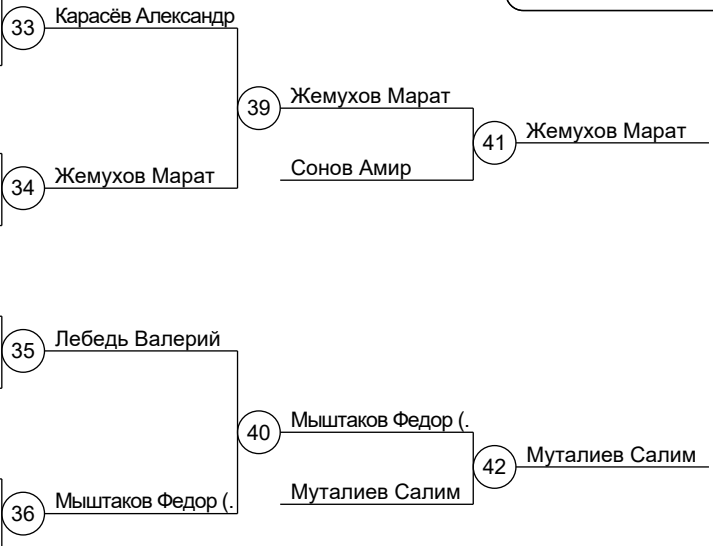 33 Карасёв Александр
39 Жемухов Марат
41 Жемухов Марат
Сонов Амир
34 Жемухов Марат
35 Лебедь Валерий
40 Мыштаков Федор (.
42 Муталиев Салим
Муталиев Салим
36 Мыштаков Федор (.